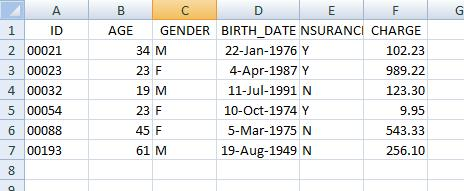 A B C D E F G
1 ID AGE GENDER BIRTH_DATE NSURANC CHARGE
2 00021 34 M 22-Jan-1976 Y 102.23
3 00023 23 F 4-Apr-1987 Y 989.22
4 00032 19 M 11-Jul-1991 N 123.30
5 00054 23 F 10-Oct-1974 Y 9.95
6 00088 45 F 5-Mar-1975 N 543.33
7 00193 61 M 19-Aug-1949 N 256.10
8
9